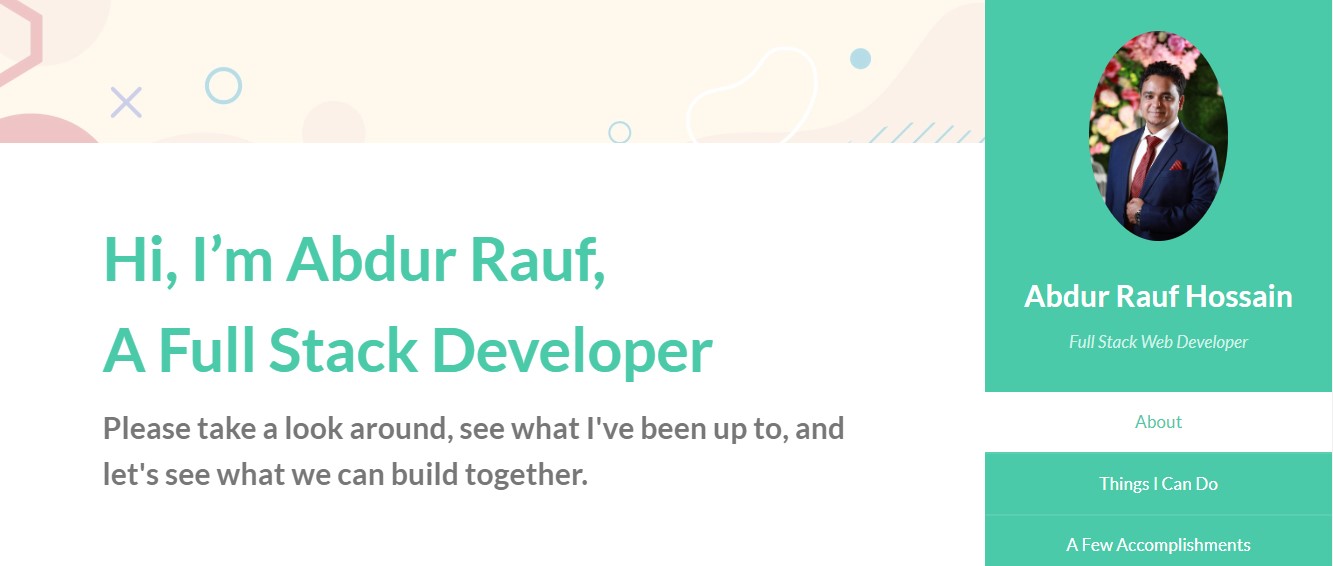 Hi, I’m Abdur Rauf,
A Full Stack Developer
Please take a look around, see what I've been up to, and
let's see what we can build together.
Abdur Rauf Hossain
Full Stack Web Developer
About
Things I Can Do
A Few Accomplishments